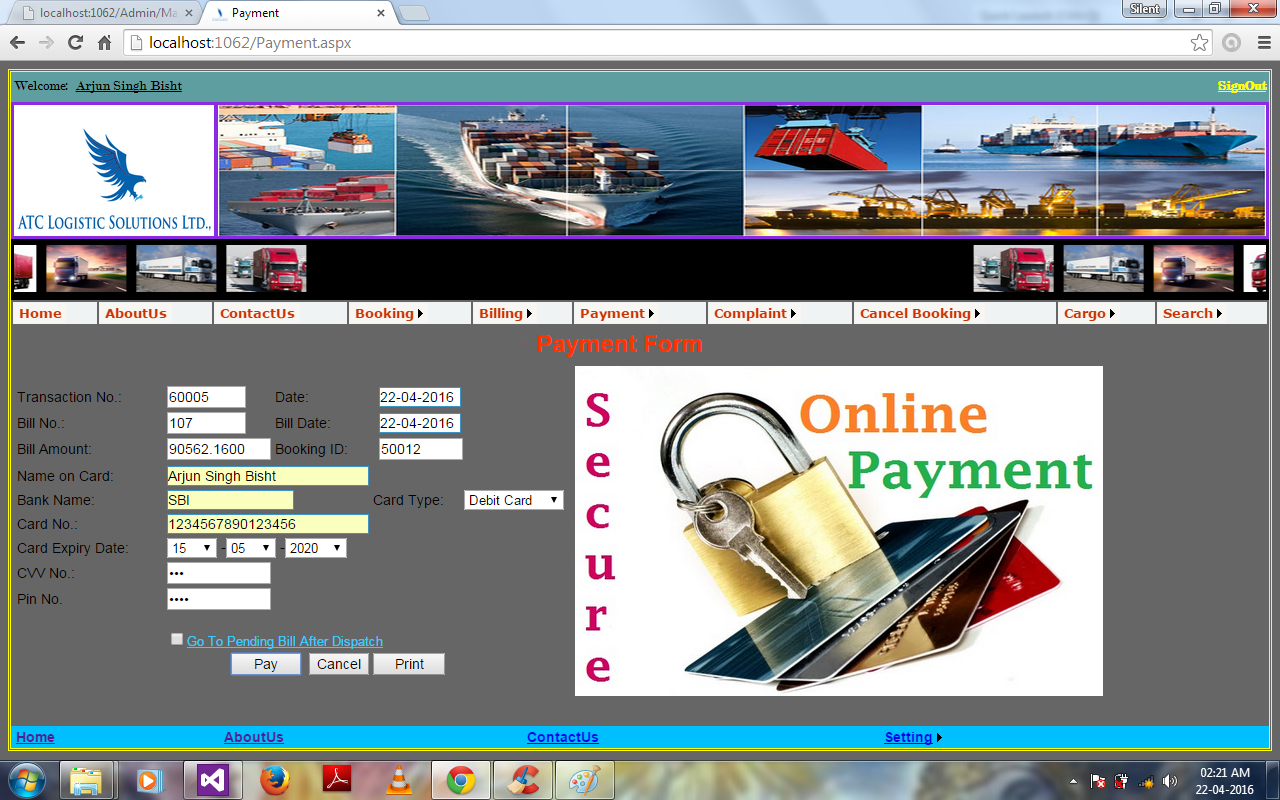 localhost:1062/Admin/Ma
Payment
Silent
localhost:1062/Payment.aspx
Welcome: Arjun Singh Bisht
SignOut
ATC LOGISTIC SOLUTIONS LTD.,
Home AboutUs ContactUs Booking Billing Payment Complaint Cancel Booking Cargo Search
Payment Form
Transaction No.: 60005 Date: 22-04-2016
Bill No.: 107 Bill Date: 22-04-2016
Bill Amount: 90562.1600 Booking ID: 50012
Name on Card: Arjun Singh Bisht
Bank Name: SBI Card Type: Debit Card
Card No.: 1234567890123456
Card Expiry Date: 15 - 05 - 2020
CVV No.: •••
Pin No. ••••
Go To Pending Bill After Dispatch
Pay Cancel Print
Secure
Online
Payment
Home AboutUs ContactUs Setting
02:21 AM
22-04-2016